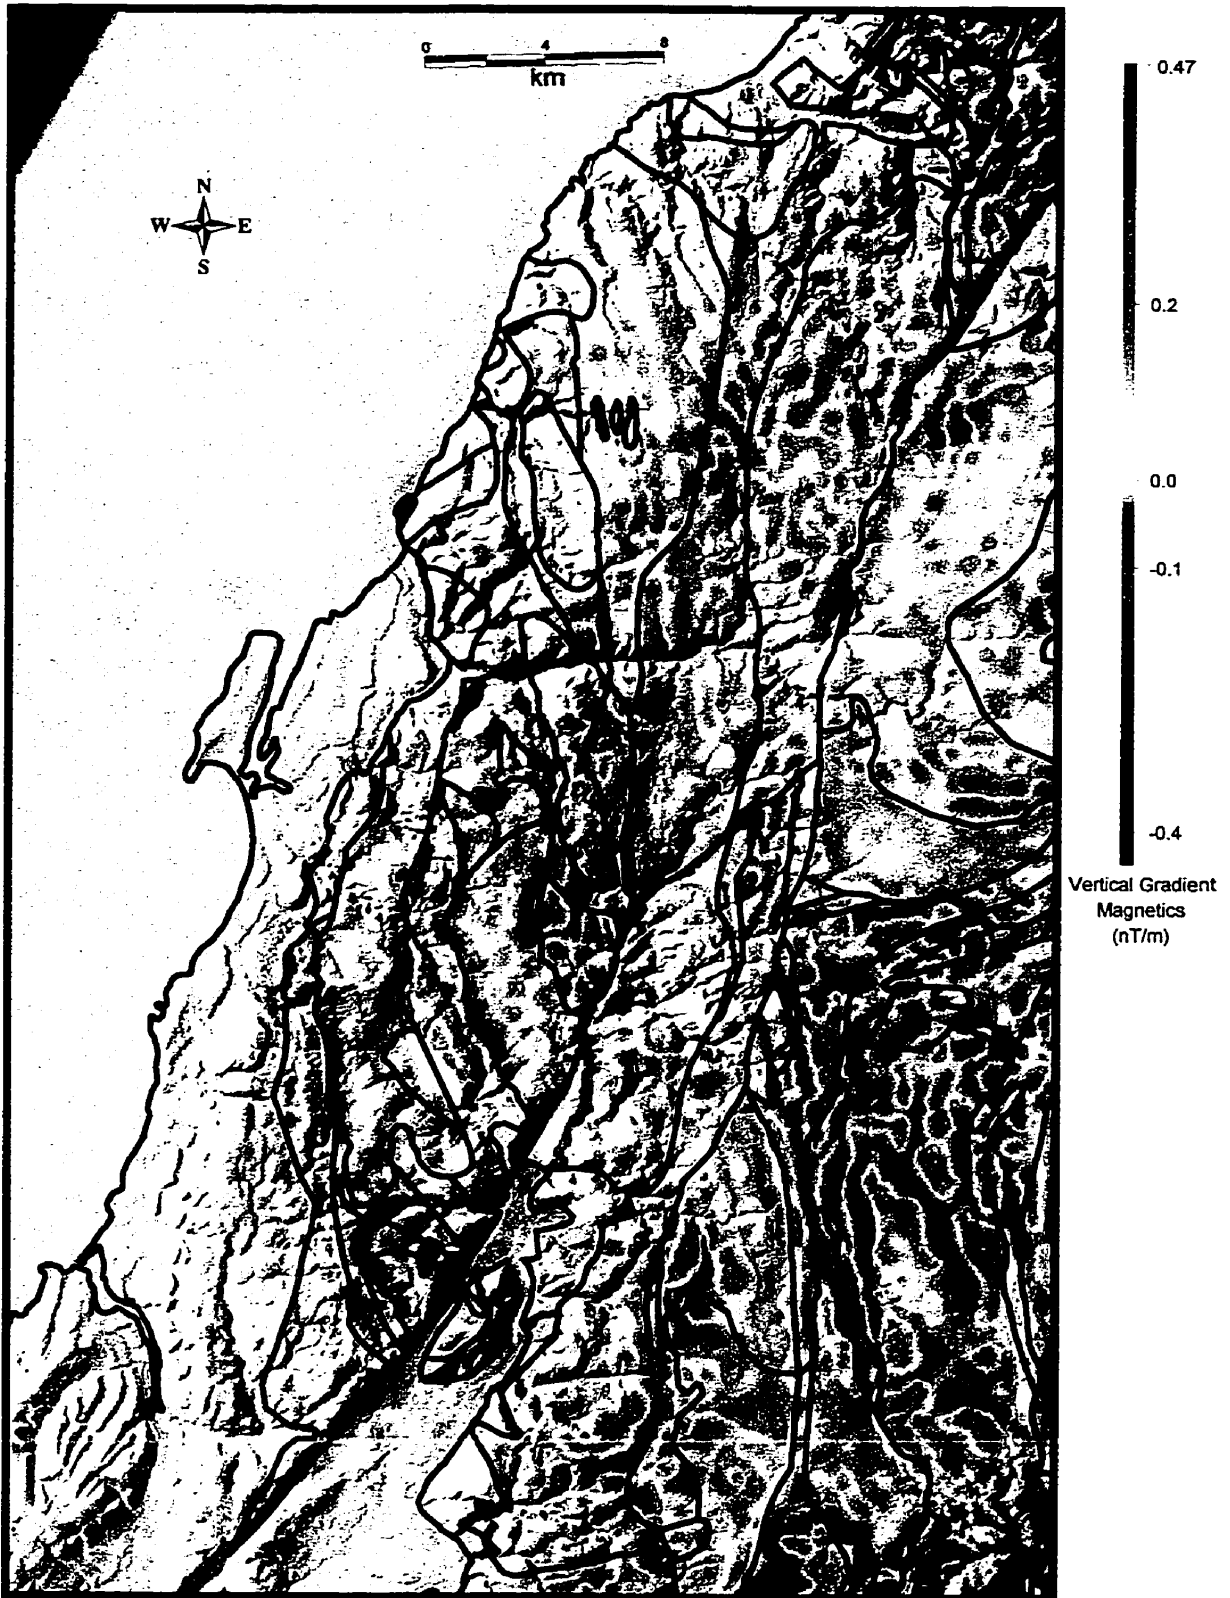 0 4 8
km
N
W E
S
0.47
0.2
0.0
-0.1
-0.4
Vertical Gradient
Magnetics
(nT/m)